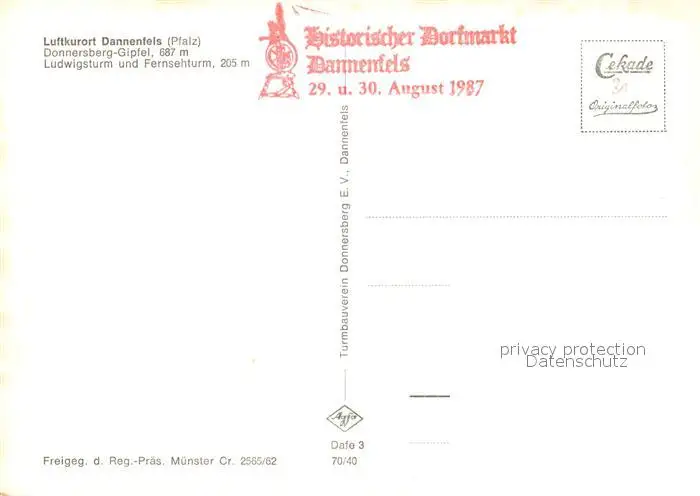 Luftkurort Dannenfels (Pfalz)
Donnersberg-Gipfel, 687 m
Ludwigsturm und Fernsehturm, 205 m
Historischer Dorfmarkt
Dannenfels
29. u. 30. August 1987
Cekade
Originalfoto
Turmbauverein Donnersberg E. V., Dannenfels
privacy protection
Datenschutz
Agfa
Dafe 3
70/40
Freigeg. d. Reg.-Präs. Münster Cr. 2565/62